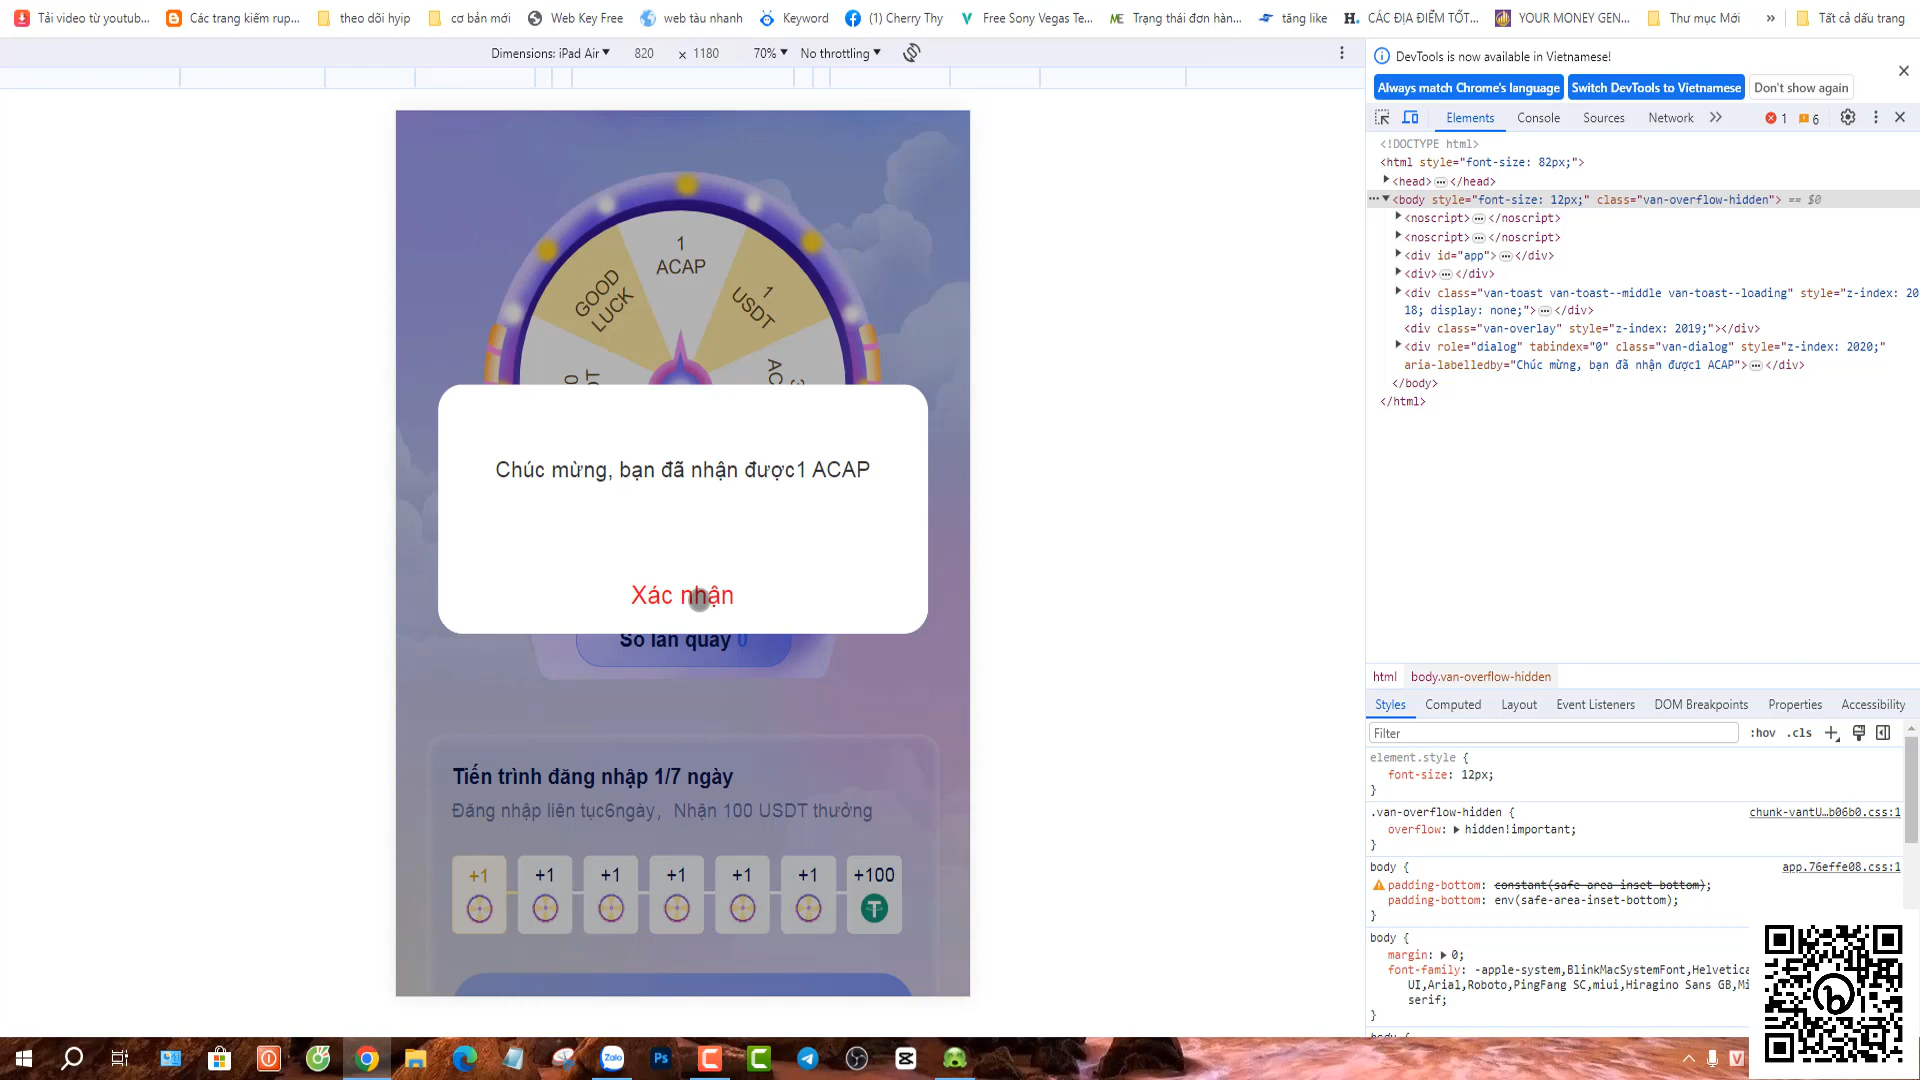 Tải video từ youtub...
Các trang kiếm rup...
theo dõi hyip
cơ bản mới
Web Key Free
web tàu nhanh
Keyword
(1) Cherry Thy
Free Sony Vegas Te...
Trạng thái đơn hàn...
tăng like
CÁC ĐỊA ĐIỂM TỐT...
YOUR MONEY GEN...
Thư mục Mới
»
Tất cả dấu trang
Dimensions: iPad Air
820 × 1180
70%
No throttling
1
ACAP
GOOD
LUCK
1
USDT
Chúc mừng, bạn đã nhận được1 ACAP
Xác nhận
Số lần quay 0
Tiến trình đăng nhập 1/7 ngày
Đăng nhập liên tục6ngày, Nhận 100 USDT thưởng
+1 +1 +1 +1 +1 +1 +100
DevTools is now available in Vietnamese!
Always match Chrome's language
Switch DevTools to Vietnamese
Don't show again
Elements Console Sources Network » 1 6
<!DOCTYPE html>
<html style="font-size: 82px;">
<head> ... </head>
<body style="font-size: 12px;" class="van-overflow-hidden"> == $0
<noscript> ... </noscript>
<noscript> ... </noscript>
<div id="app"> ... </div>
<div> ... </div>
<div class="van-toast van-toast--middle van-toast--loading" style="z-index: 20
18; display: none;"> ... </div>
<div class="van-overlay" style="z-index: 2019;"></div>
<div role="dialog" tabindex="0" class="van-dialog" style="z-index: 2020;"
aria-labelledby="Chúc mừng, bạn đã nhận được1 ACAP"> ... </div>
</body>
</html>
html body.van-overflow-hidden
Styles Computed Layout Event Listeners DOM Breakpoints Properties Accessibility
Filter
:hov .cls
element.style {
font-size: 12px;
}
.van-overflow-hidden {
chunk-vantU…b06b0.css:1
overflow: hidden!important;
}
body {
app.76effe08.css:1
padding-bottom: constant(safe-area-inset-bottom);
padding-bottom: env(safe-area-inset-bottom);
}
body {
margin: 0;
font-family: -apple-system,BlinkMacSystemFont,Helvetica
UI,Arial,Roboto,PingFang SC,miui,Hiragino Sans GB,Mi
serif;
}
Zalo
Ps